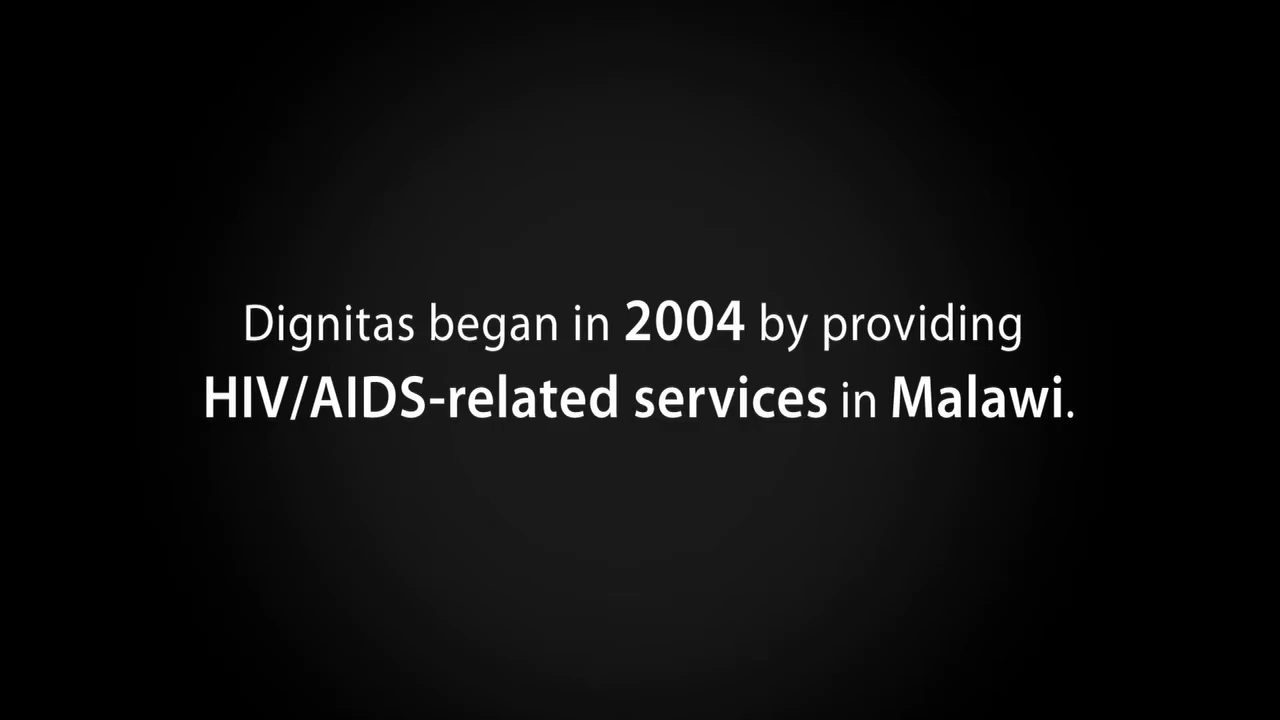 Dignitas began in 2004 by providing
HIV/AIDS-related services in Malawi.